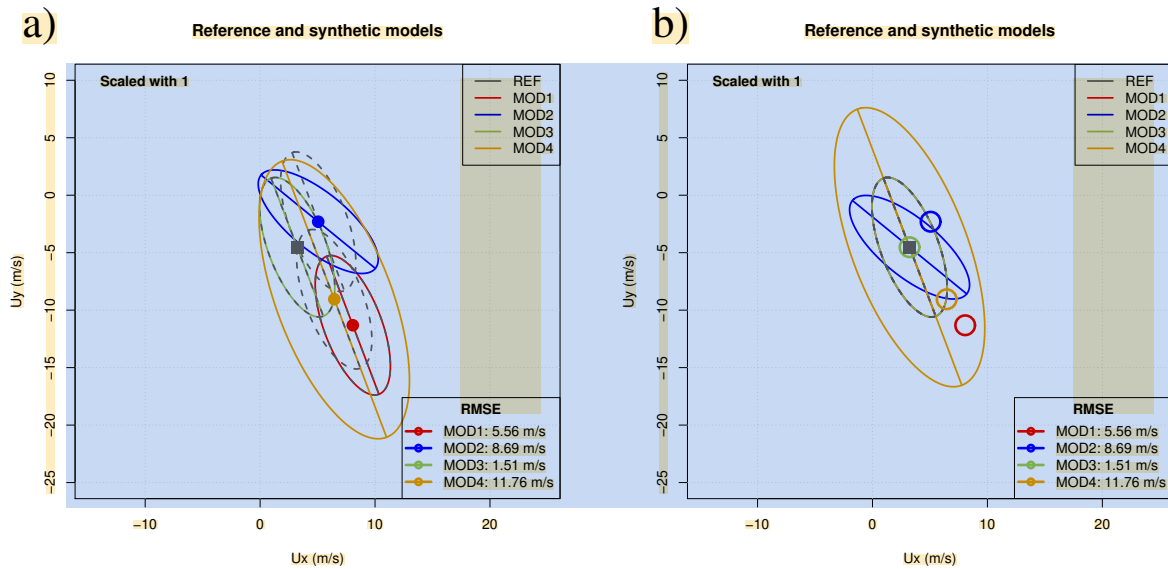 a)
Reference and synthetic models
Scaled with 1
REF
MOD1
MOD2
MOD3
MOD4
10
5
0
−5
−10
−15
−20
−25
Uy (m/s)
RMSE
MOD1: 5.56 m/s
MOD2: 8.69 m/s
MOD3: 1.51 m/s
MOD4: 11.76 m/s
−10
0
10
20
Ux (m/s)
b)
Reference and synthetic models
Scaled with 1
REF
MOD1
MOD2
MOD3
MOD4
10
5
0
−5
−10
−15
−20
−25
Uy (m/s)
RMSE
MOD1: 5.56 m/s
MOD2: 8.69 m/s
MOD3: 1.51 m/s
MOD4: 11.76 m/s
−10
0
10
20
Ux (m/s)